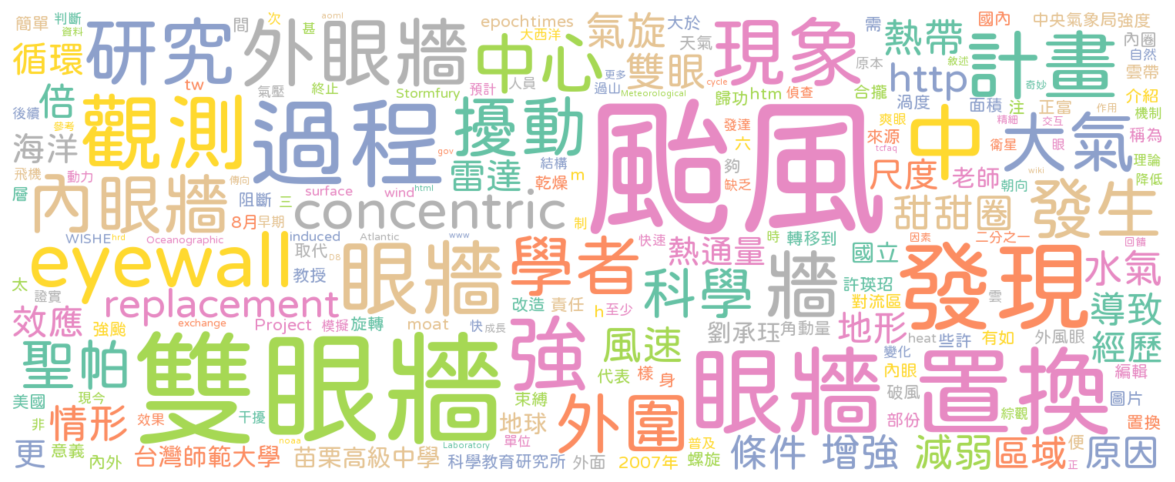 簡單 判斷 間 次 甚 aoml epochtimes 大於 國內 中央氣象局強度
資料 大西洋 天氣 需 內圈
循環 研究 外眼牆 中心 氣旋 雙眼 現象 熱帶 計畫 自然
tw 氣壓 終止 Stormfury 預計 人員 過山 更多 cycle 原本 敘述 http 奇妙 雲帶
Meteorological 歸功 htm 偵查 合攏 渦度 面積 注 正富 介紹
後續 倍 觀測 過程 擾動 颱風 發達 爽眼 中 精細 作用 機制
參考 gov 來源 衛星 交互 眼 大氣 稱為
海洋 雷達 結構 六 tcfaq 尺度 老師 理論
飛機 動力 傳向 html 阻斷 surface wind 乾燥 m 夠 wiki 朝向 降低
層 內眼牆 三 concentric 制 缺乏 甜甜圈 發生
8月 早期
WISHE hrd Oceanographic induced Atlantic www 快速 時 因素 二分之一 回饋
eyewall 取代 DB 眼牆 學者 熱通量 轉移到 國立 發現 水氣
太 證實 教授 科學 牆 許瑛玿 雲
replacement 改造 責任 h 至少 對流區 導致
效應 強颱 exchange Project 模擬 旋轉 moat 快 成長 劉承珏 角動量 地形 heat 些許 有如 外風眼 經歷
聖帕 雙眼牆 強 風速 眼牆 置換 變化 內眼 編輯
美國 現今 代表 樣 身 破風 圖片
非 情形 效果 干擾 束縛 地球 外圍 部份 綜觀 置換
更 意義 內外 noaa Laboratory 單位 普及 便
台灣師範大學 苗栗高級中學 科學教育研究所 外面 2007年 螺旋 條件 增強 減弱 區域 正 原因